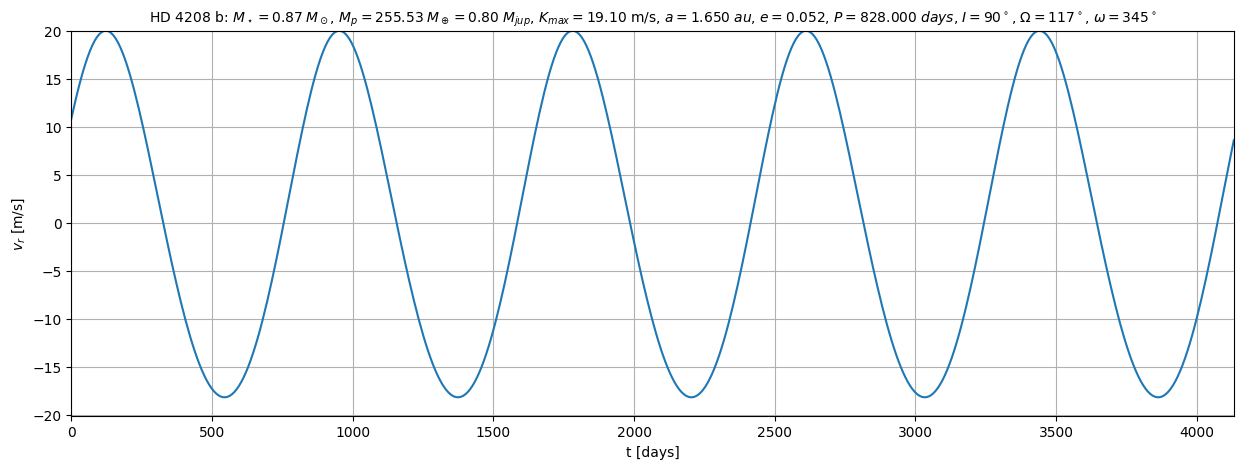 HD 4208 b: M⋆ = 0.87 M⊙, Mp = 255.53 M⊕ = 0.80 Mjup, Kmax = 19.10 m/s, a = 1.650 au, e = 0.052, P = 828.000 days, I = 90°, Ω = 117°, ω = 345°
20
15
10
5
0
−5
−10
−15
−20
vr [m/s]
0 500 1000 1500 2000 2500 3000 3500 4000
t [days]